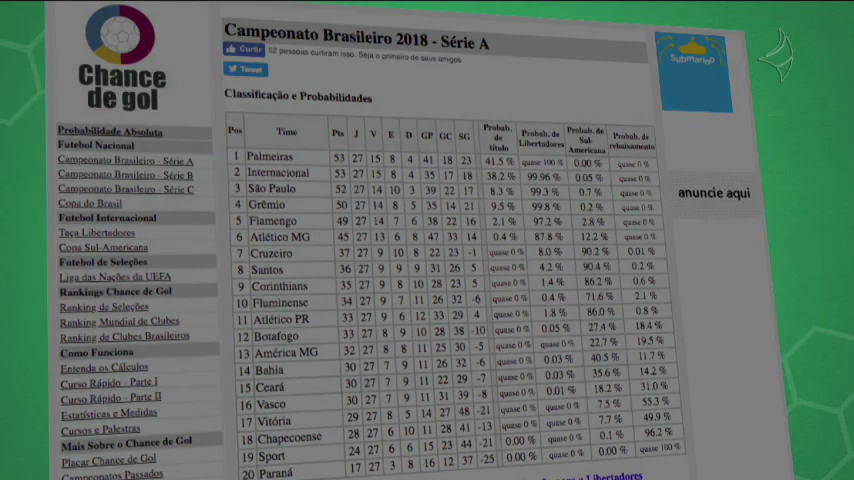 Chance
de gol
Probabilidade Absoluta
Futebol Nacional
Campeonato Brasileiro - Série A
Campeonato Brasileiro - Série B
Campeonato Brasileiro - Série C
Copa do Brasil
Futebol Internacional
Taça Libertadores
Copa Sul-Americana
Futebol de Seleções
Liga das Nações da UEFA
Rankings Chance de Gol
Ranking de Seleções
Ranking Mundial de Clubes
Ranking de Clubes Brasileiros
Como Funciona
Entenda os Cálculos
Curso Rápido - Parte I
Curso Rápido - Parte II
Estatísticas e Medidas
Cursos e Palestras
Mais Sobre o Chance de Gol
Placar Chance de Gol
Campeonatos Passados
Campeonato Brasileiro 2018 - Série A
Curtir 52 pessoas curtiram isso. Seja o primeiro de seus amigos.
Tweet
Classificação e Probabilidades
Pos Time Pts J V E D GP GC SG Probab. de título Probab. de Libertadores Probab. de Sul-Americana Probab. de rebaixamento
1 Palmeiras 53 27 15 8 4 41 18 23 41.5 % quase 100 % 0.00 % quase 0 %
2 Internacional 53 27 15 8 4 35 17 18 38.2 % 99.96 % 0.05 % quase 0 %
3 São Paulo 52 27 14 10 3 39 22 17 8.3 % 99.3 % 0.7 % quase 0 %
4 Grêmio 50 27 14 8 5 35 14 21 9.5 % 99.8 % 0.2 % quase 0 %
5 Flamengo 49 27 14 7 6 38 22 16 2.1 % 97.2 % 2.8 % quase 0 %
6 Atlético MG 45 27 13 6 8 47 33 14 0.4 % 87.8 % 12.2 % quase 0 %
7 Cruzeiro 37 27 9 10 8 22 23 -1 quase 0 % 8.0 % 90.2 % 0.01 %
8 Santos 36 27 9 9 9 31 26 5 quase 0 % 4.2 % 90.4 % 0.2 %
9 Corinthians 35 27 9 8 10 28 23 5 quase 0 % 1.4 % 86.2 % 0.6 %
10 Fluminense 34 27 9 7 11 26 32 -6 quase 0 % 0.4 % 71.6 % 2.1 %
11 Atlético PR 33 27 9 6 12 33 29 4 quase 0 % 1.8 % 86.0 % 0.8 %
12 Botafogo 33 27 8 9 10 28 38 -10 quase 0 % 0.05 % 27.4 % 18.4 %
13 América MG 32 27 8 8 11 25 30 -5 quase 0 % quase 0 % 22.7 % 19.5 %
14 Bahia 30 27 7 9 11 26 32 -6 quase 0 % 0.03 % 40.5 % 11.7 %
15 Ceará 30 27 7 9 11 22 29 -7 quase 0 % 0.03 % 35.6 % 14.2 %
16 Vasco 30 27 7 9 11 31 39 -8 quase 0 % 0.01 % 18.2 % 31.0 %
17 Vitória 29 27 8 5 14 27 48 -21 quase 0 % quase 0 % 7.5 % 55.3 %
18 Chapecoense 28 27 6 10 11 28 41 -13 quase 0 % quase 0 % 7.7 % 49.9 %
19 Sport 24 27 6 6 15 23 44 -21 0.00 % quase 0 % 0.1 % 96.2 %
20 Paraná 17 27 3 8 16 12 37 -25 0.00 % 0.00 % 0.00 % quase 100 %
Libertadores
Submarino
anuncie aqui